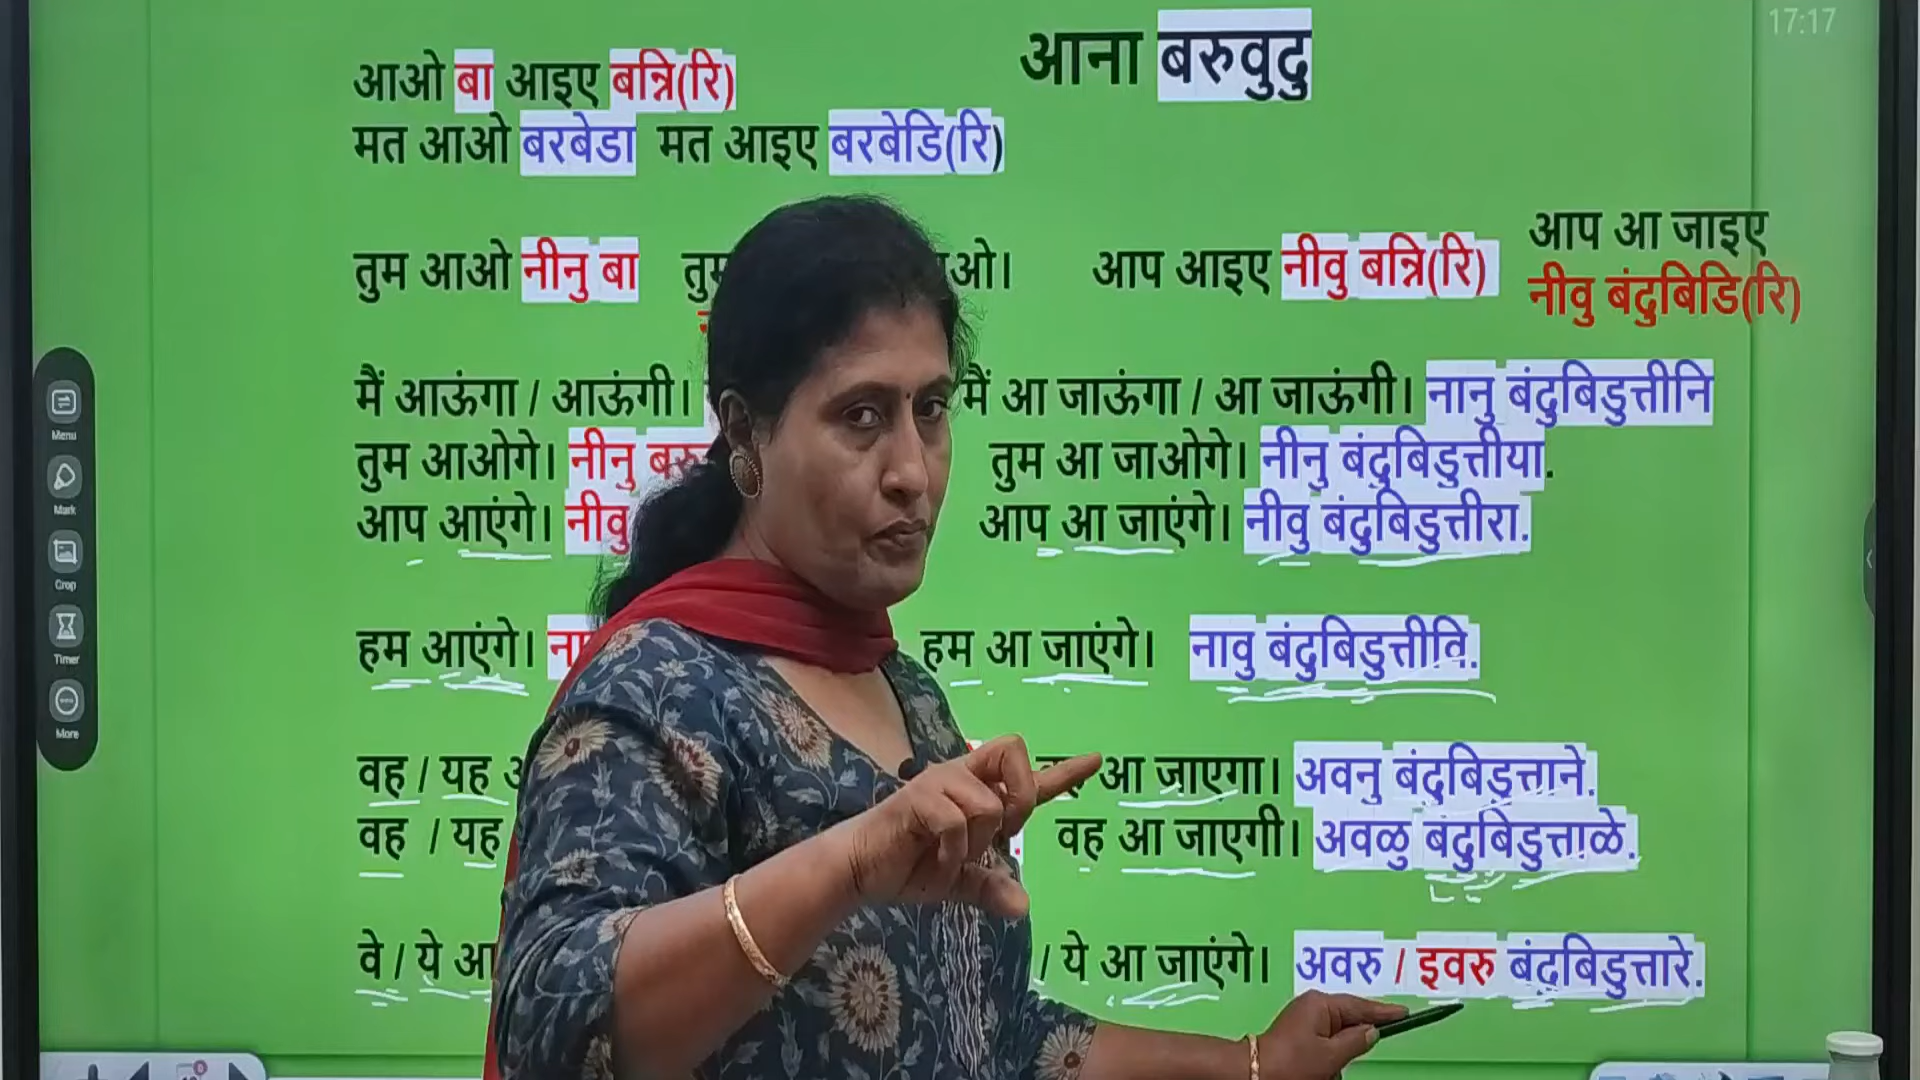 17:17
आना बरुवुदु
आओ बा आइए बन्नि(रि)
मत आओ बरबेडा मत आइए बरबेडि(रि)
तुम आओ नीनु बा
आप आइए नीवु बन्नि(रि)
आप आ जाइए
नीवु बंदुबिडि(रि)
मैं आऊंगा / आऊंगी। मैं आ जाऊंगा / आ जाऊंगी। नानु बंदुबिडुत्तीनि
तुम आओगे। नीनु तुम आ जाओगे। नीनु बंदुबिडुत्तीया.
आप आएंगे। नीवु आप आ जाएंगे। नीवु बंदुबिडुत्तीरा.
हम आएंगे। हम आ जाएंगे। नावु बंदुबिडुत्तीवि.
वह / यह आ जाएगा। अवनु बंदुबिडुत्ताने.
वह / यह वह आ जाएगी। अवळु बंदुबिडुत्ताळे.
वे / ये / ये आ जाएंगे। अवरु / इवरु बंदुबिडुत्तारे.
Menu
Mark
Crop
Timer
More